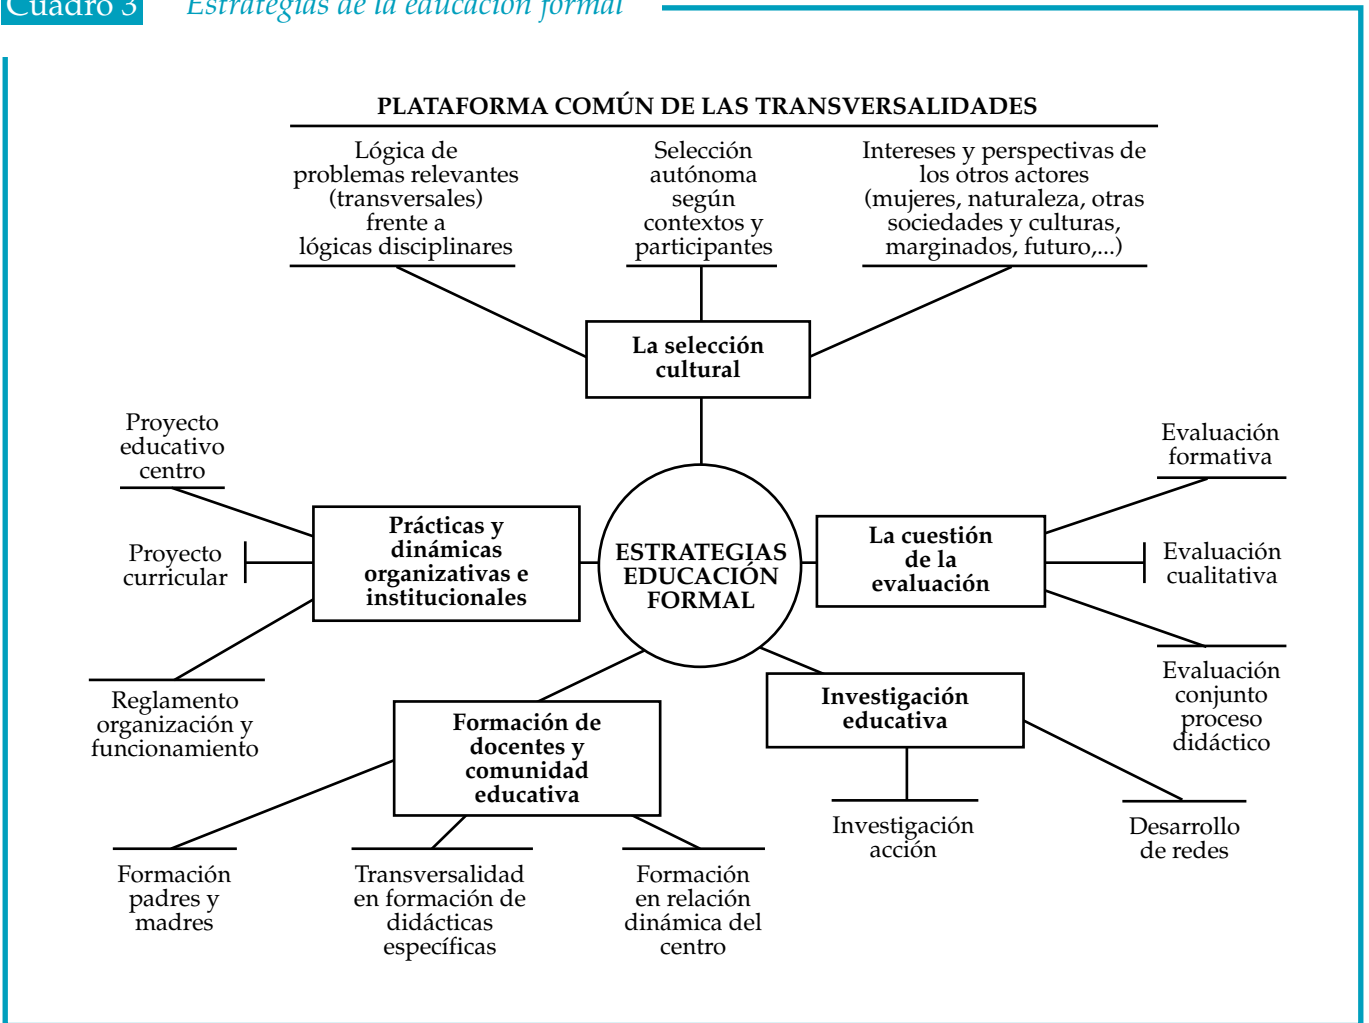 Cuadro 3
Estrategias de la educación formal
PLATAFORMA COMÚN DE LAS TRANSVERSALIDADES
Lógica de
problemas relevantes
(transversales)
frente a
lógicas disciplinares
Selección
autónoma
según
contextos y
participantes
Intereses y perspectivas de
los otros actores
(mujeres, naturaleza, otras
sociedades y culturas,
marginados, futuro,...)
La selección
cultural
Proyecto
educativo
centro
Proyecto
curricular
Reglamento
organización y
funcionamiento
Prácticas y
dinámicas
organizativas e
institucionales
ESTRATEGIAS
EDUCACIÓN
FORMAL
La cuestión
de la
evaluación
Evaluación
formativa
Evaluación
cualitativa
Evaluación
conjunto
proceso
didáctico
Formación de
docentes y
comunidad
educativa
Investigación
educativa
Formación
padres y
madres
Transversalidad
en formación de
didácticas
específicas
Formación
en relación
dinámica del
centro
Investigación
acción
Desarrollo
de redes